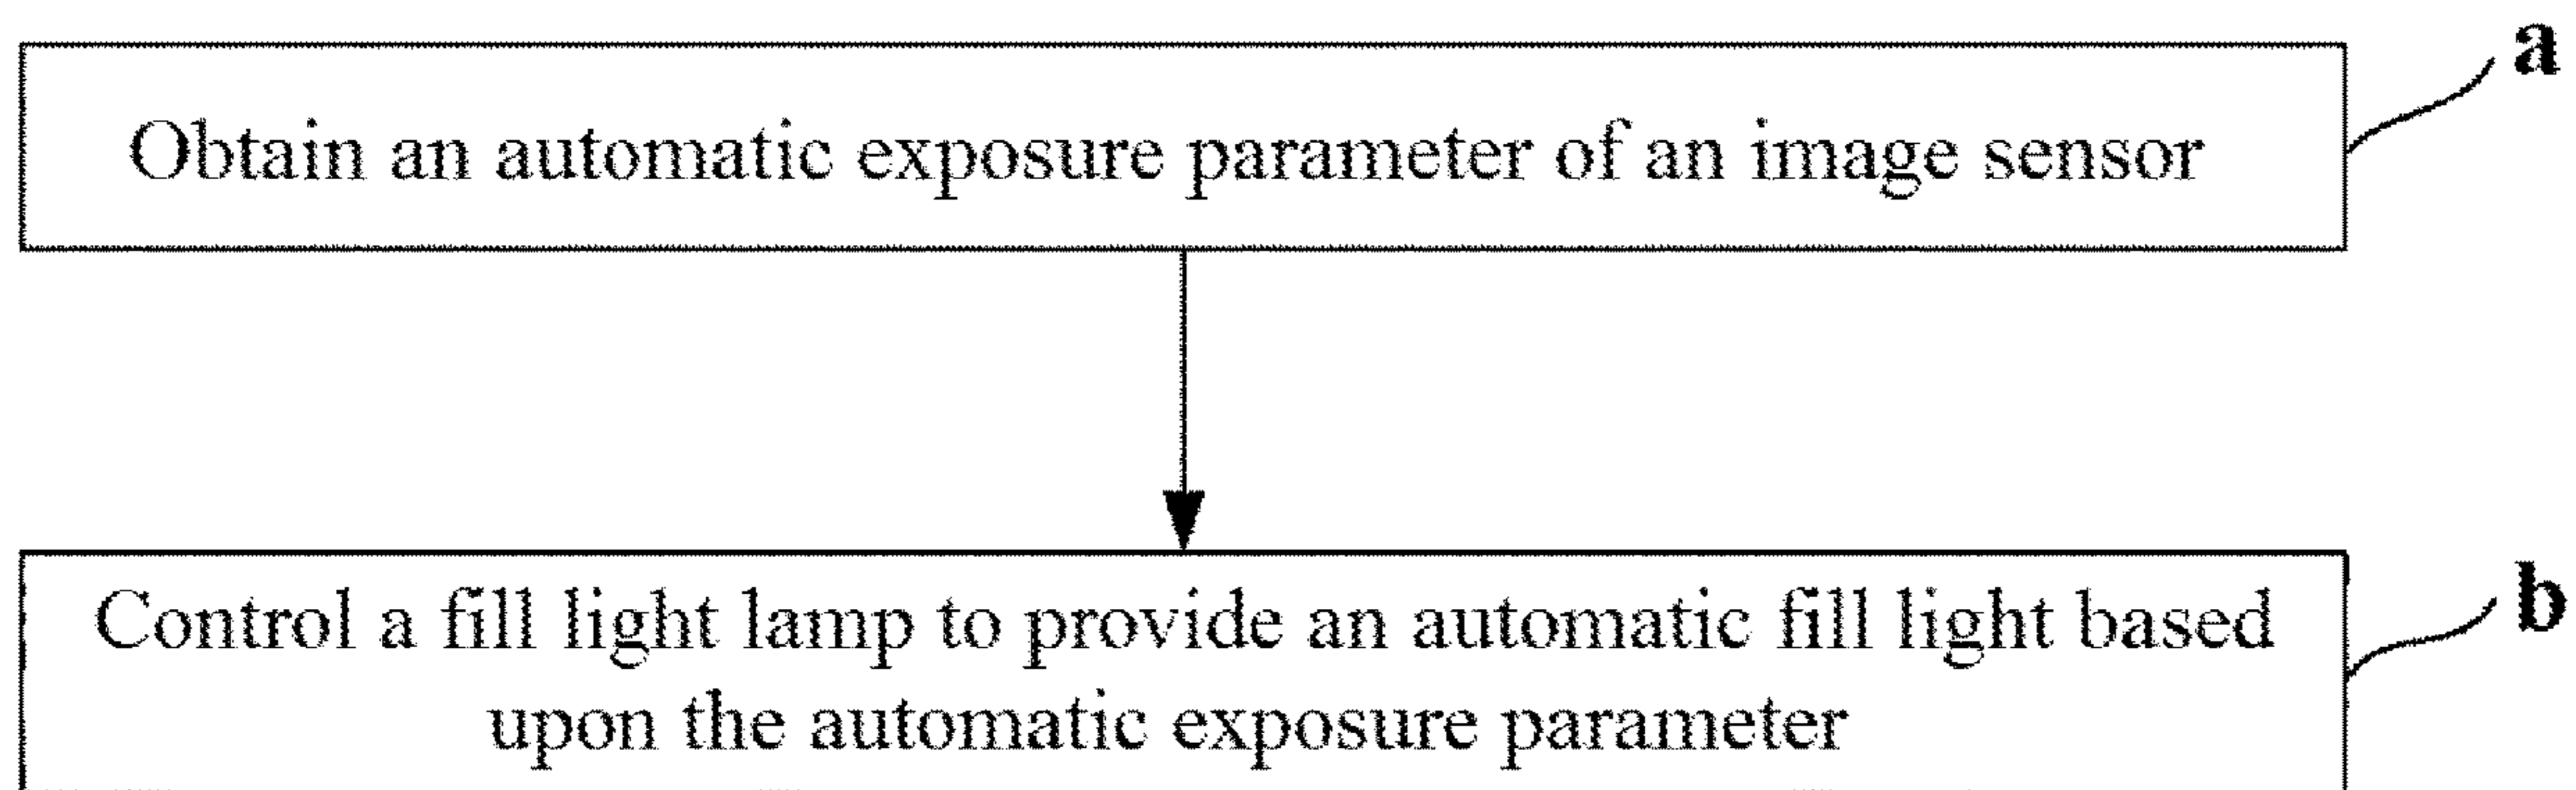 a
Obtain an automatic exposure parameter of an image sensor
b
Control a fill light lamp to provide an automatic fill light based
upon the automatic exposure parameter